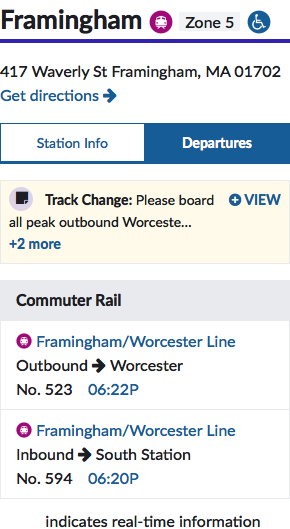 Framingham Zone 5
417 Waverly St Framingham, MA 01702
Get directions
Station Info Departures
Track Change: Please board VIEW
all peak outbound Worceste...
+2 more
Commuter Rail
Framingham/Worcester Line
Outbound → Worcester
No. 523 06:22P
Framingham/Worcester Line
Inbound → South Station
No. 594 06:20P
indicates real-time information